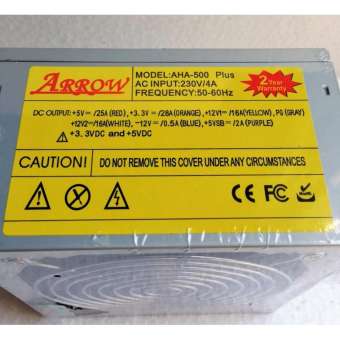 ARROW
MODEL:AHA-500 Plus
AC INPUT:230V/4A
FREQUENCY:50-60Hz
2 Year
Warranty
DC OUTPUT: +5V⎓/25A (RED), +3.3V⎓/28A (ORANGE), +12V1⎓/16A(YELLOW), PG (GRAY)
+12V2⎓/16A(WHITE), -12V⎓/0.5A (BLUE), +5VSB⎓/2A (PURPLE)
+3.3VDC and +5VDC
CAUTION!
DO NOT REMOVE THIS COVER UNDER ANY CIRCUMSTANCES
CE FC